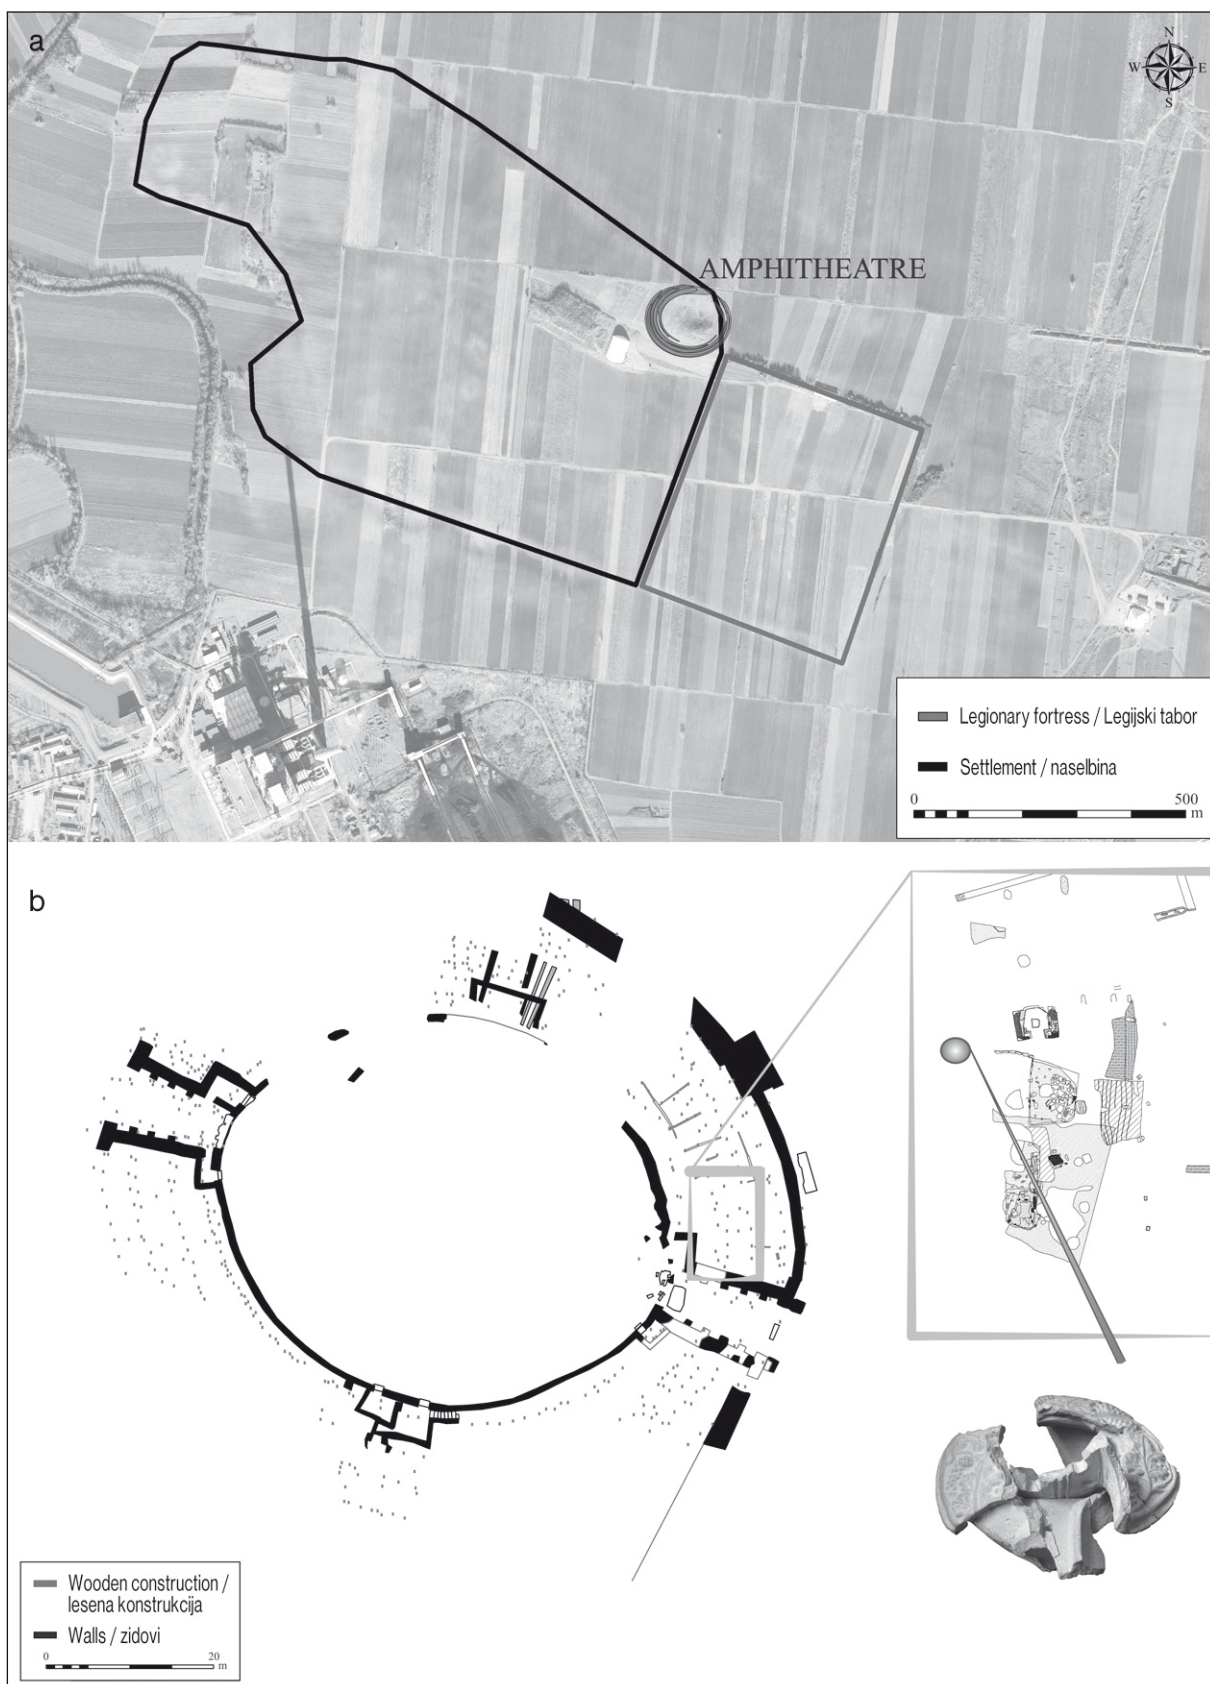 a
N
W E
S
AMPHITHEATRE
Legionary fortress / Legijski tabor
Settlement / naselbina
0 500
m
b
Wooden construction /
lesena konstrukcija
Walls / zidovi
0 20
m